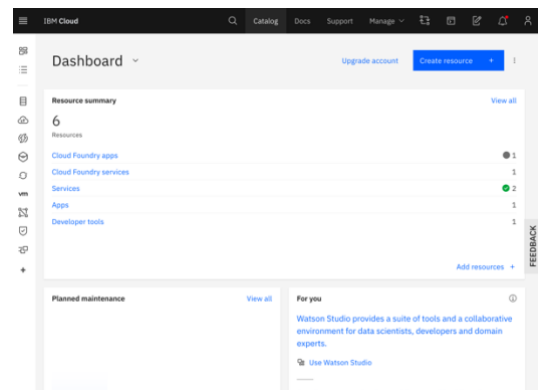 IBM Cloud
Catalog
Docs
Support
Manage
Dashboard
Upgrade account
Create resource +
Resource summary
View all
6
Resources
Cloud Foundry apps
1
Cloud Foundry services
1
Services
2
Apps
1
Developer tools
1
vm
FEEDBACK
Add resources +
Planned maintenance
View all
For you
Watson Studio provides a suite of tools and a collaborative
environment for data scientists, developers and domain
experts.
Use Watson Studio